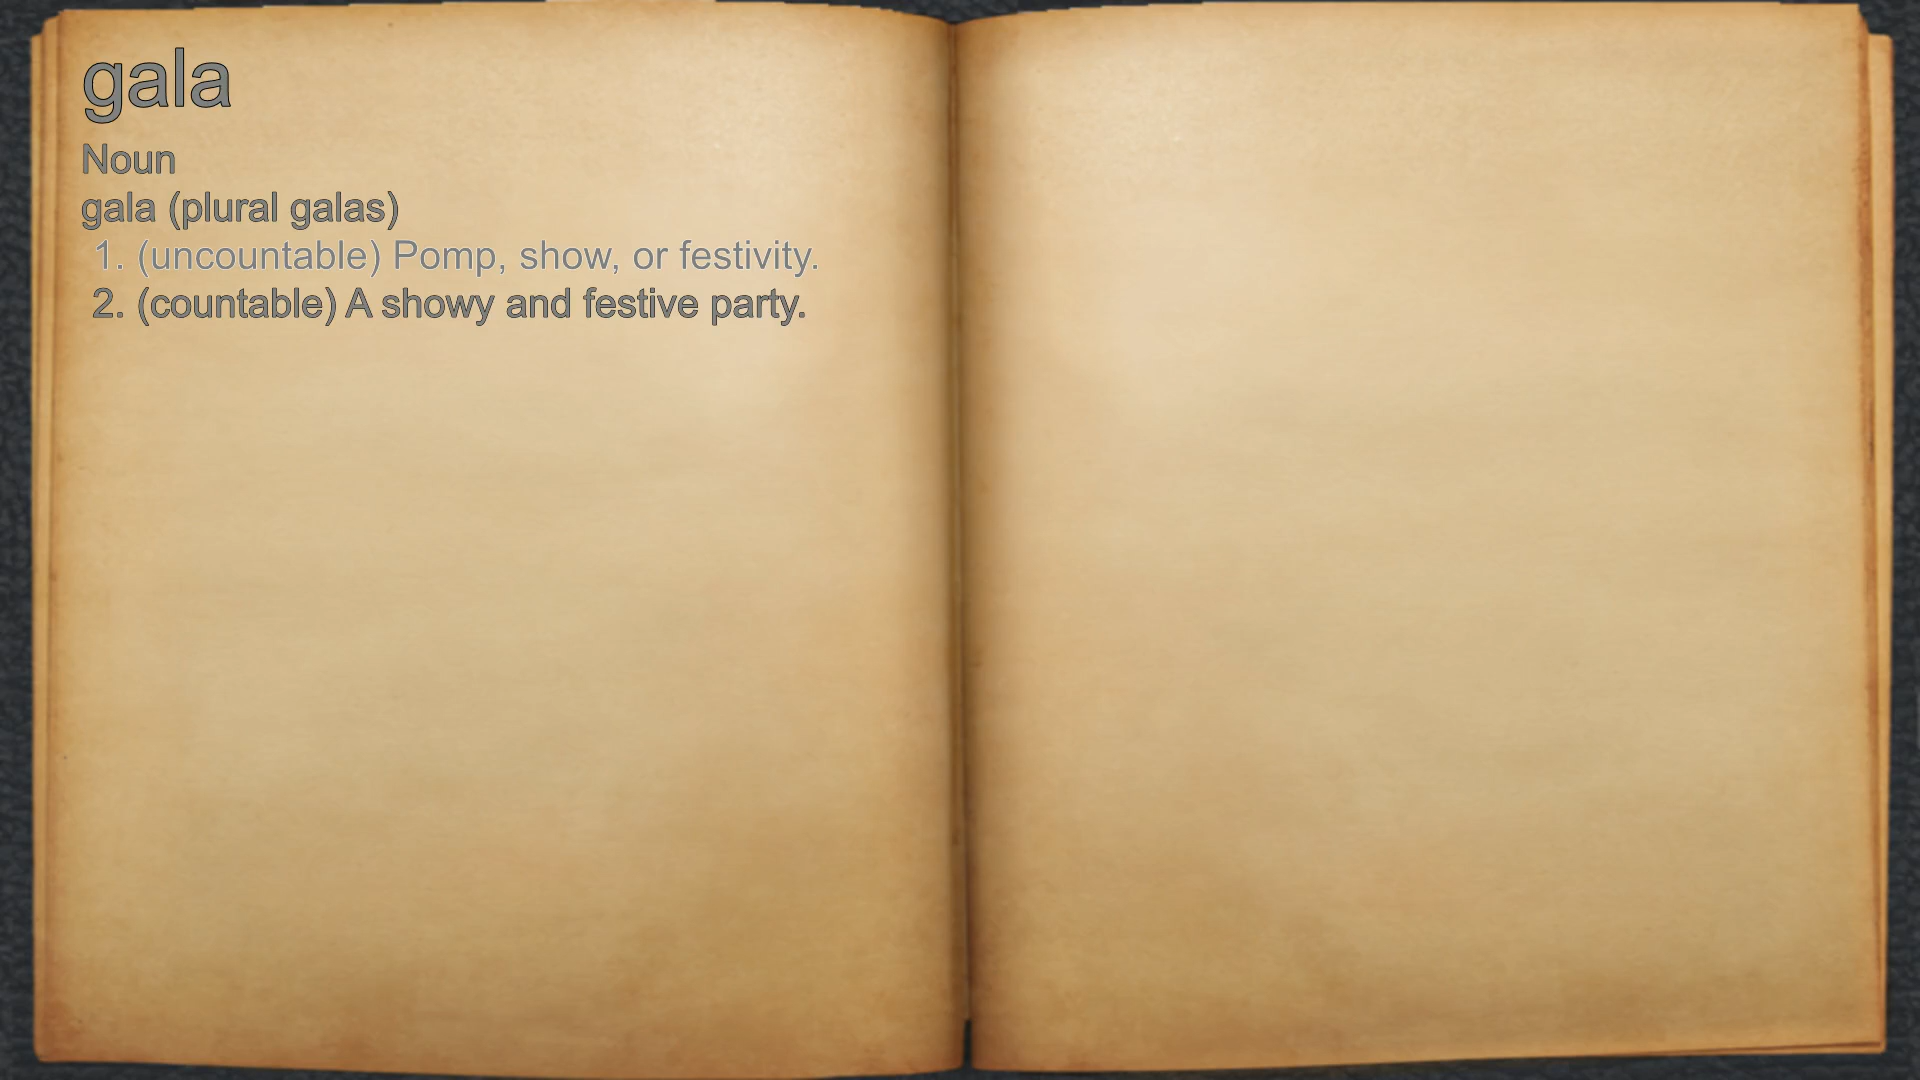 gala
Noun
gala (plural galas)
1. (uncountable) Pomp, show, or festivity.
2. (countable) A showy and festive party.